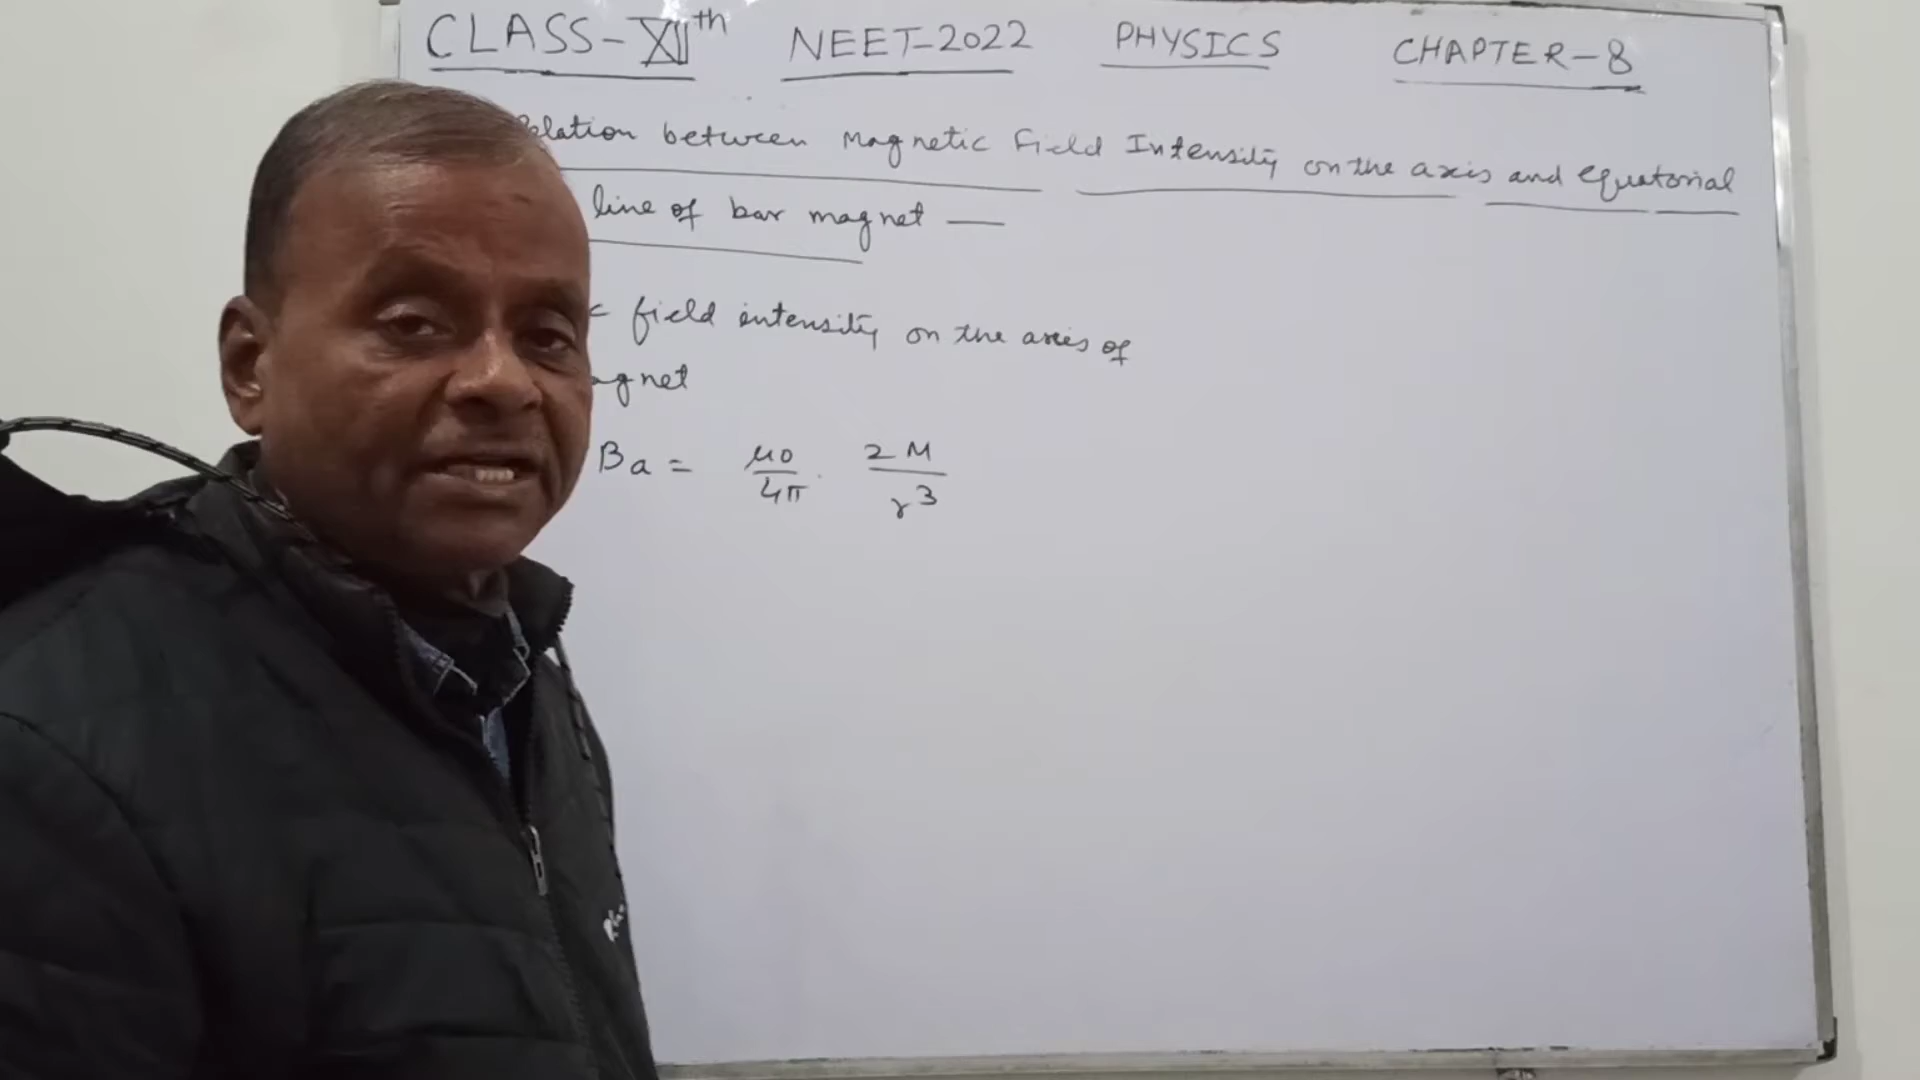 CLASS-XIIth NEET-2022 PHYSICS CHAPTER-8
Relation between Magnetic Field Intensity on the axis and equatorial
line of bar magnet —
field intensity on the axis of
Ba = μ0/4π · 2M/r³